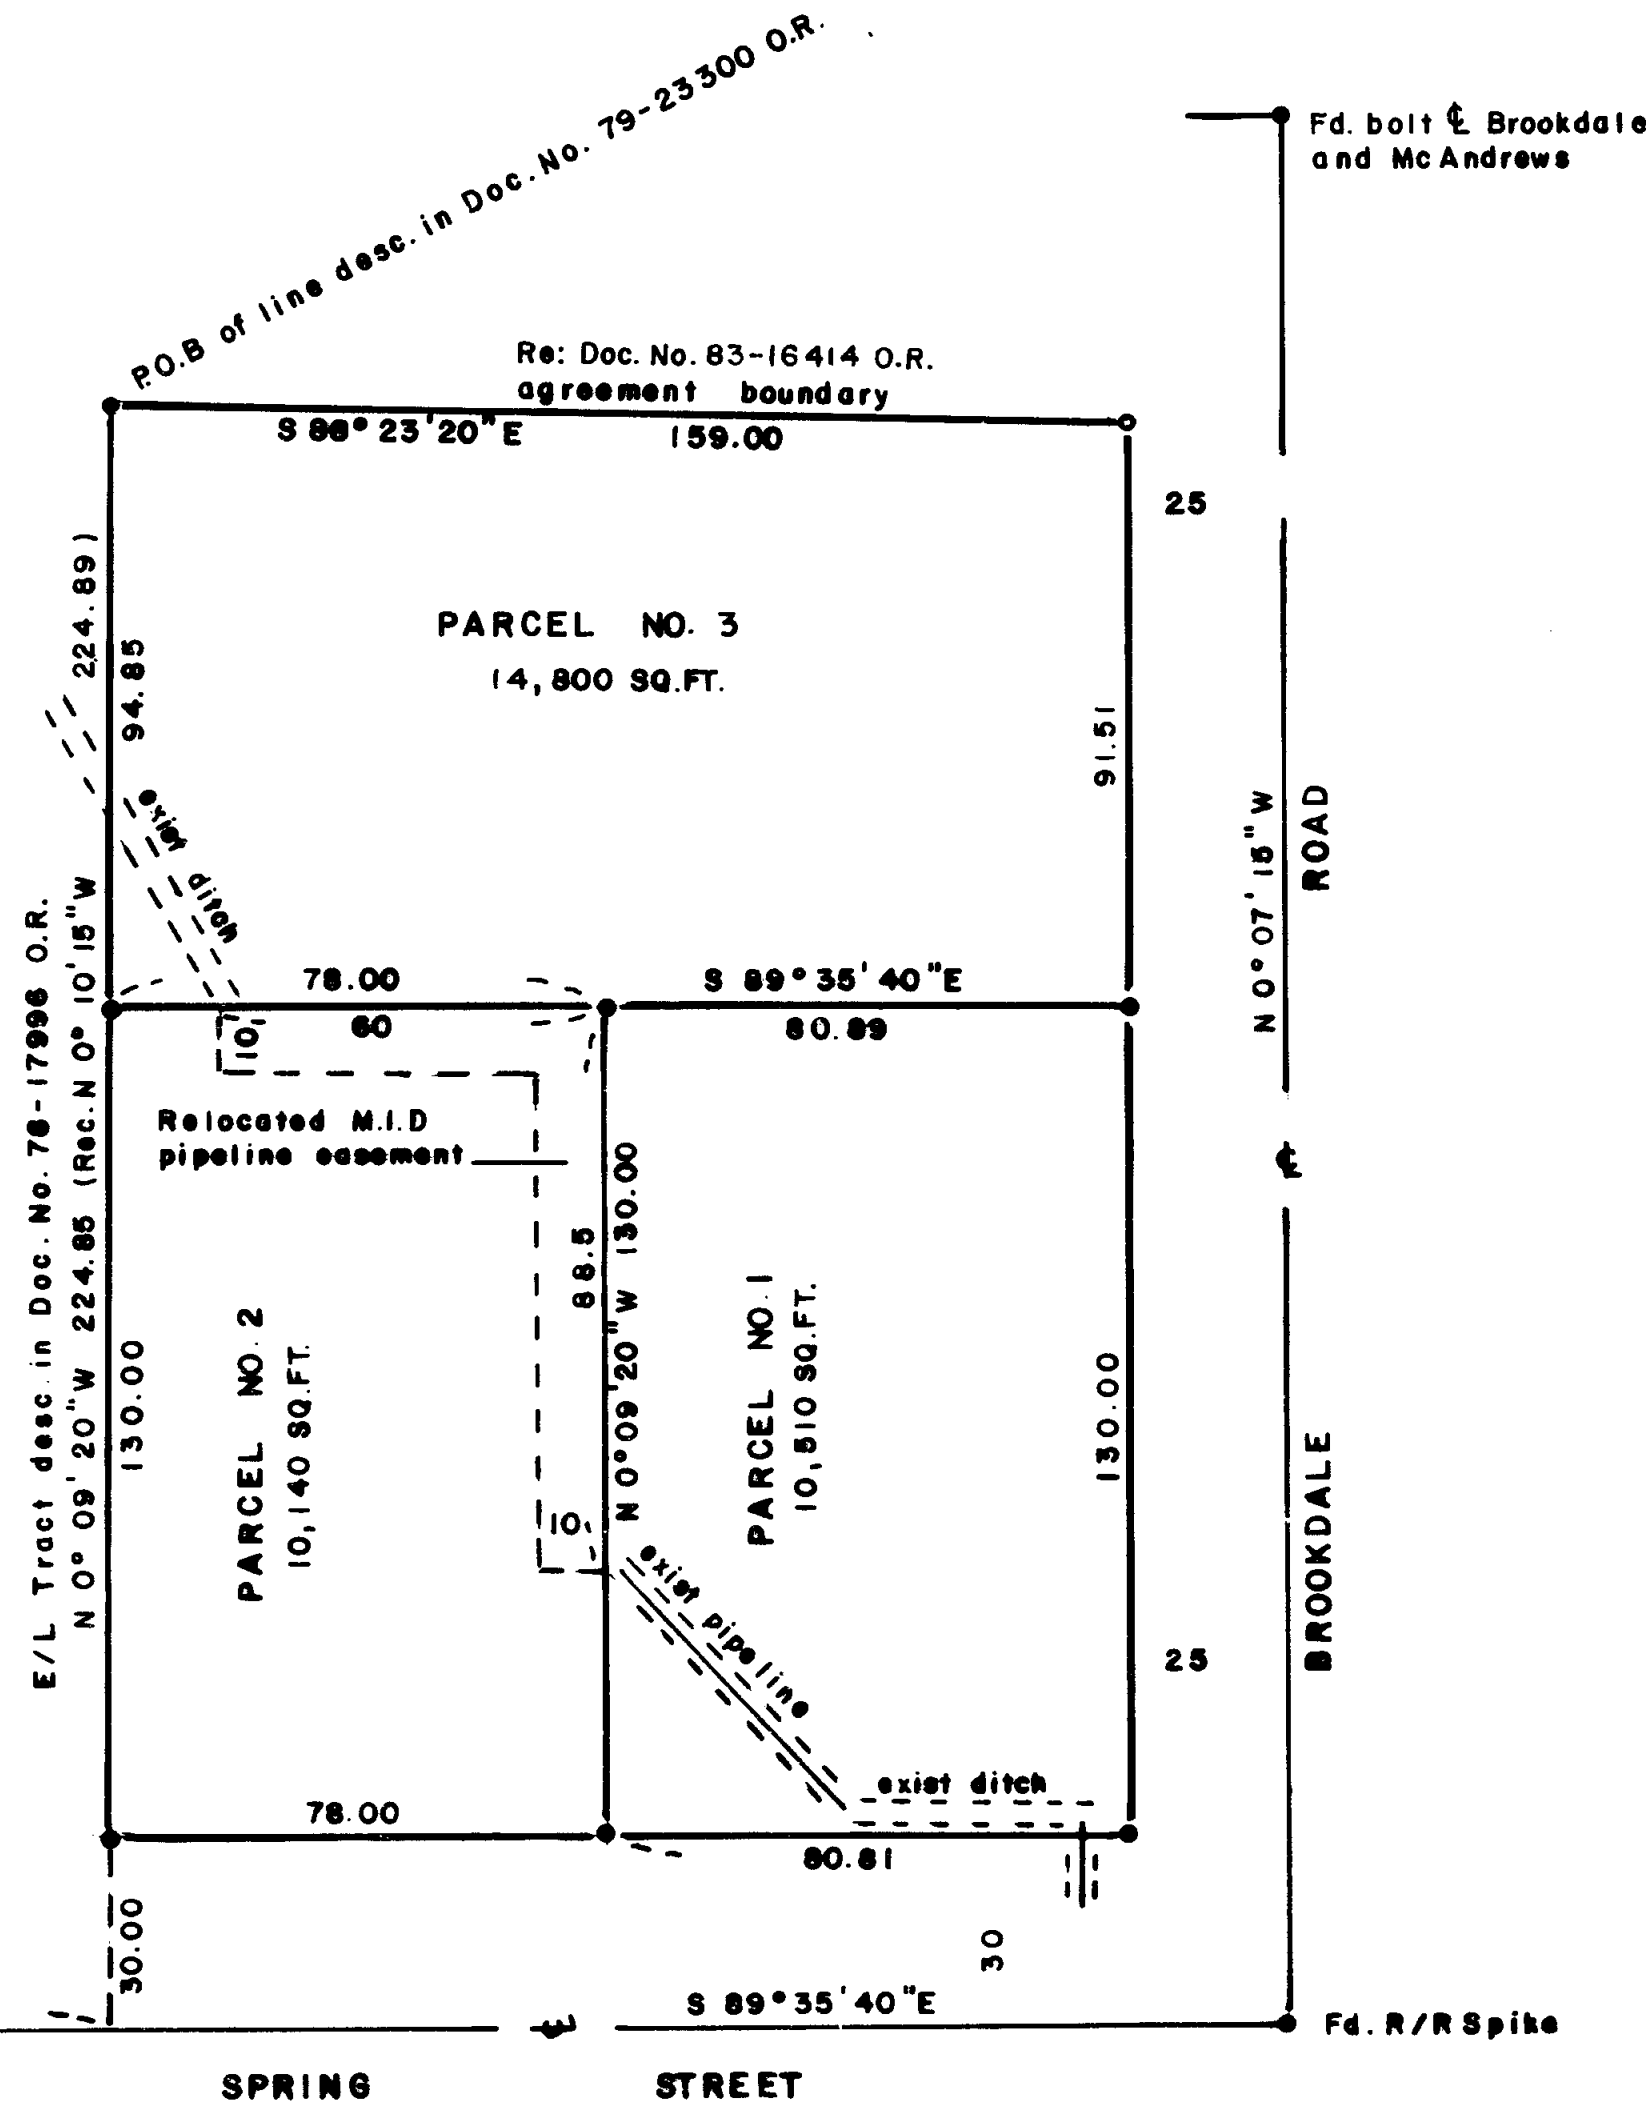 P.O.B of line desc. in Doc. No. 79-23300 O.R.
Fd. bolt ℄ Brookdale
and McAndrews
Re: Doc. No. 83-16414 O.R.
agreement boundary
S 88° 23' 20" E
159.00
25
224.89)
94.85
PARCEL NO. 3
14,800 SQ.FT.
91.51
exist ditch
N 0° 07' 15" W
ROAD
78.00
S 89° 35' 40" E
60
80.89
10
E/L Tract desc. in Doc. No. 78-17996 O.R.
N 0° 09' 20" W 224.85 (Rec. N 0° 10' 15" W
Relocated M.I.D
pipeline easement
88.5
N 0° 09' 20" W 130.00
℄
130.00
PARCEL NO. 2
10,140 SQ.FT.
PARCEL NO. 1
10,510 SQ.FT.
130.00
BROOKDALE
10
exist pipeline
25
exist ditch
78.00
80.81
30.00
30
S 89° 35' 40" E
℄
Fd. R/R Spike
SPRING STREET